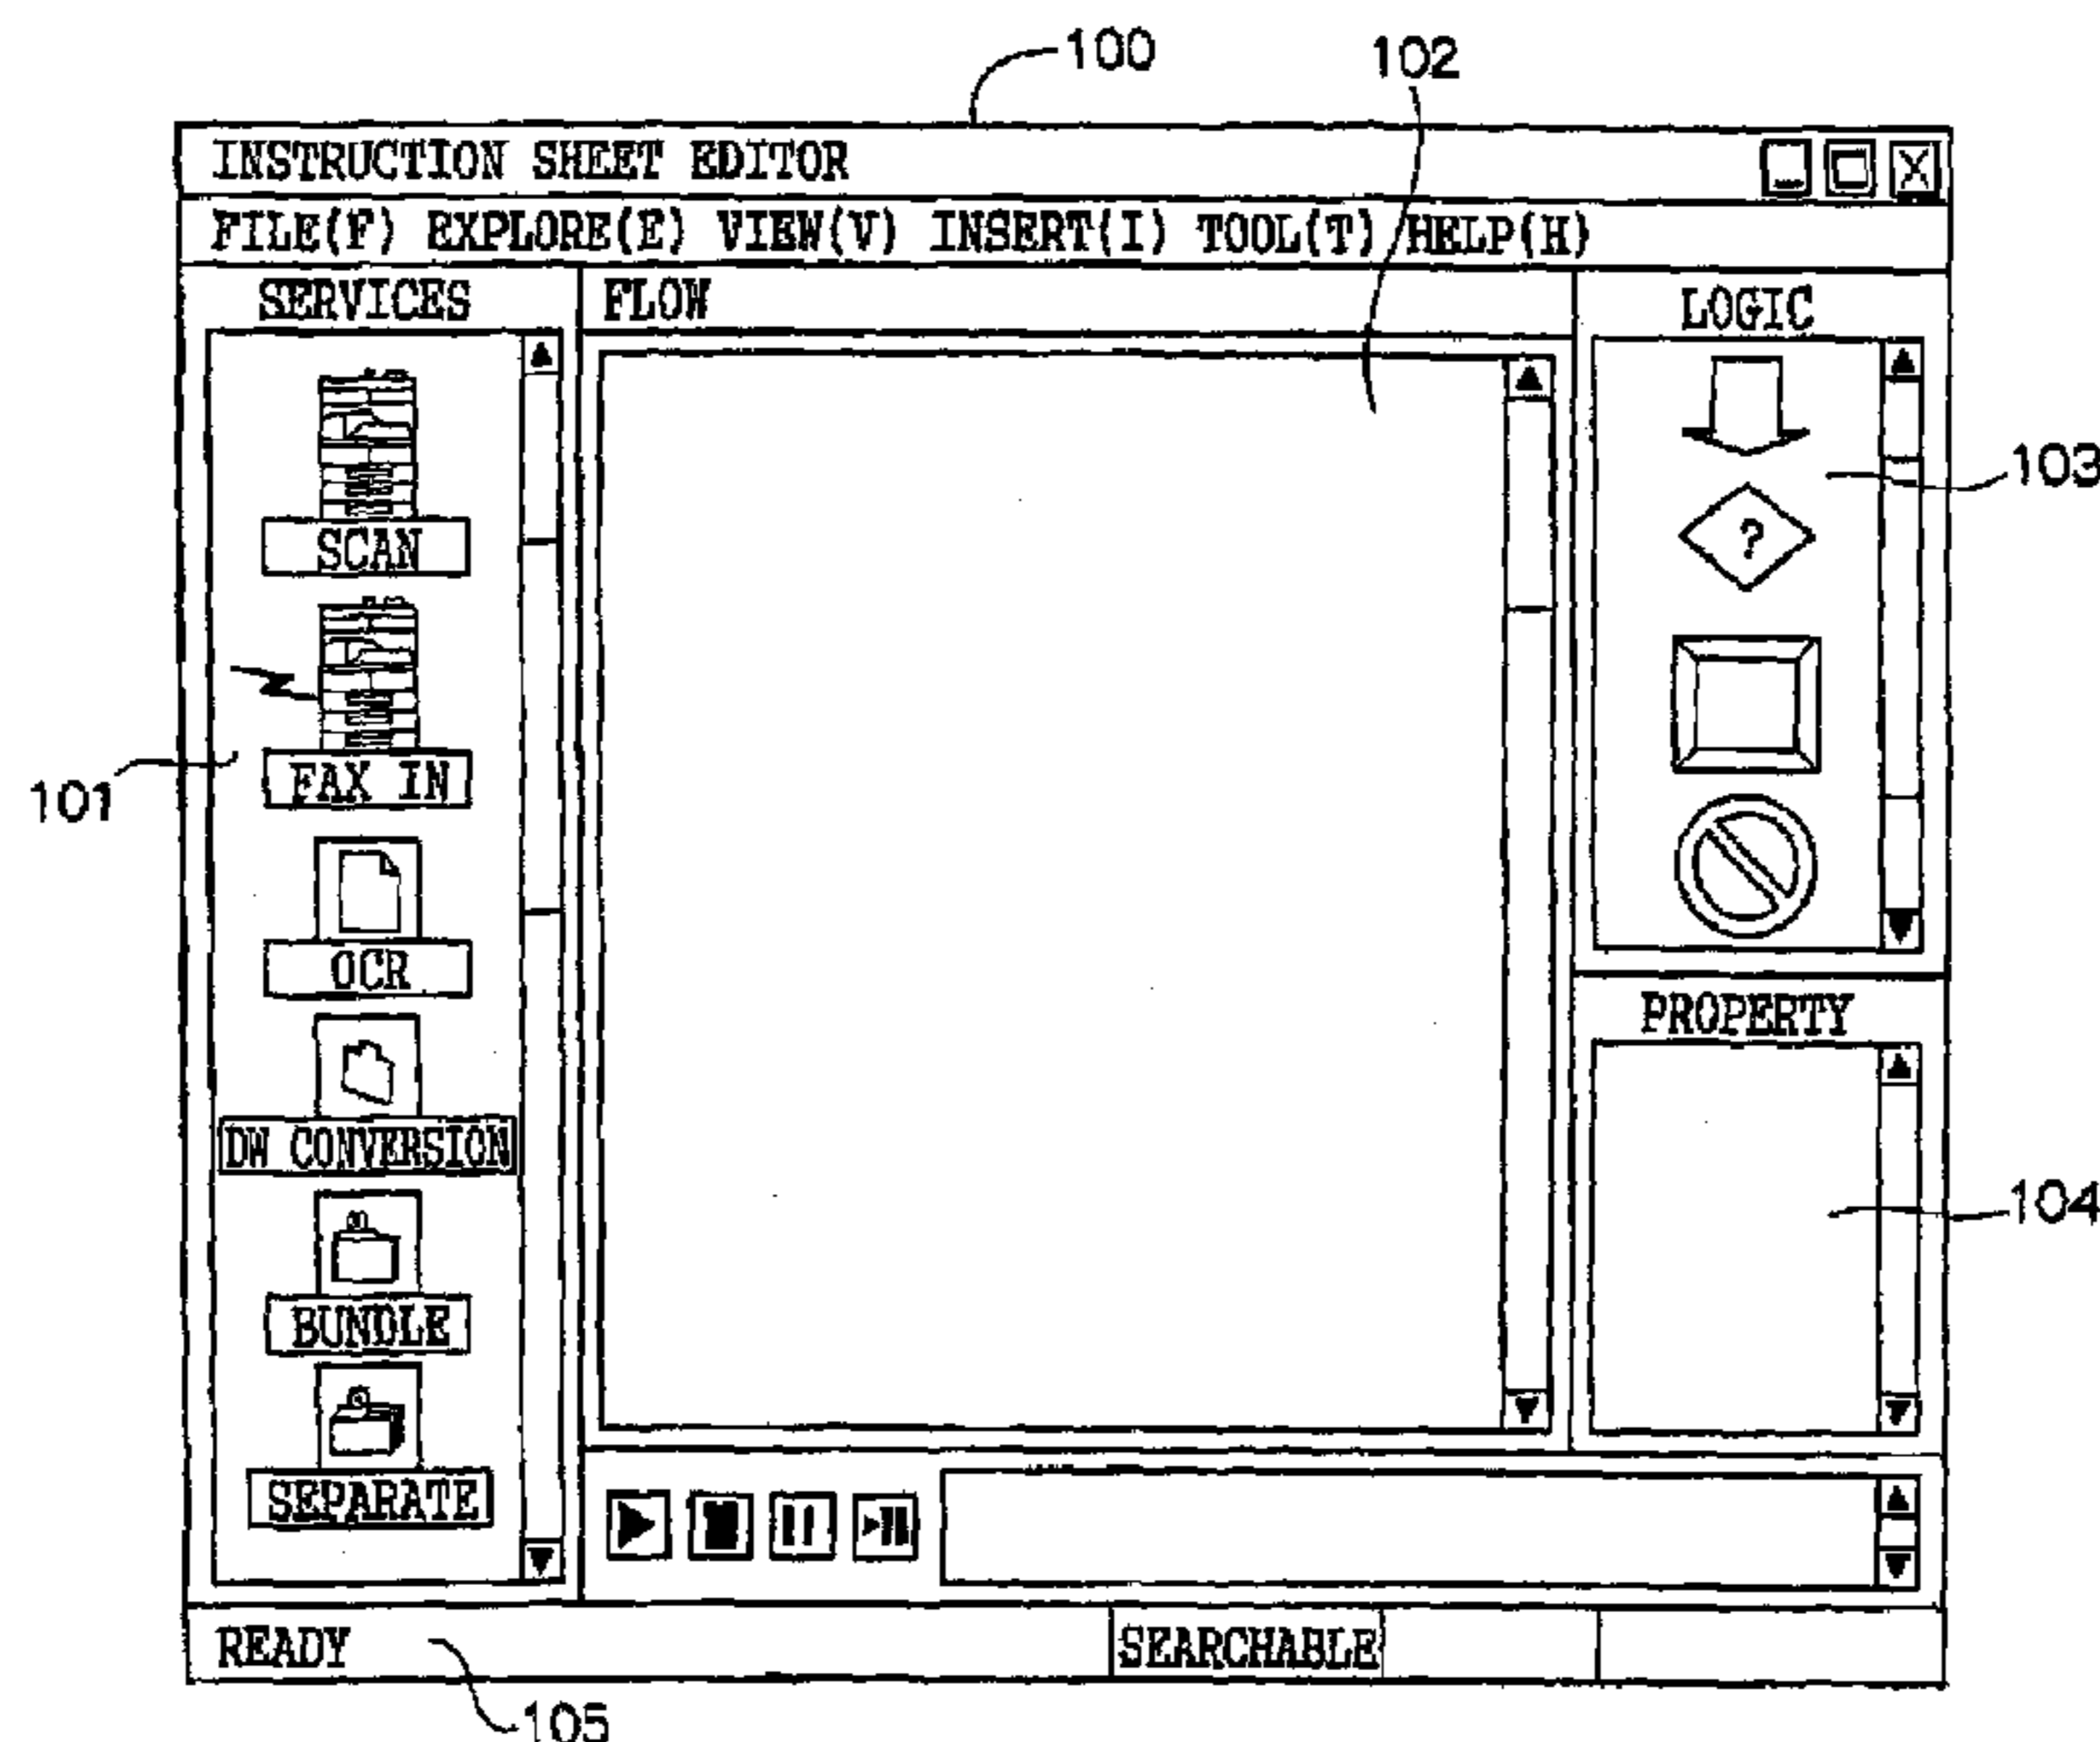 100
102
INSTRUCTION SHEET EDITOR
FILE(F) EXPLORE(E) VIEW(V) INSERT(I) TOOL(T) HELP(H)
SERVICES
FLOW
LOGIC
103
?
SCAN
101
FAX IN
OCR
DW CONVERSION
BUNDLE
SEPARATE
PROPERTY
104
READY
SEARCHABLE
105